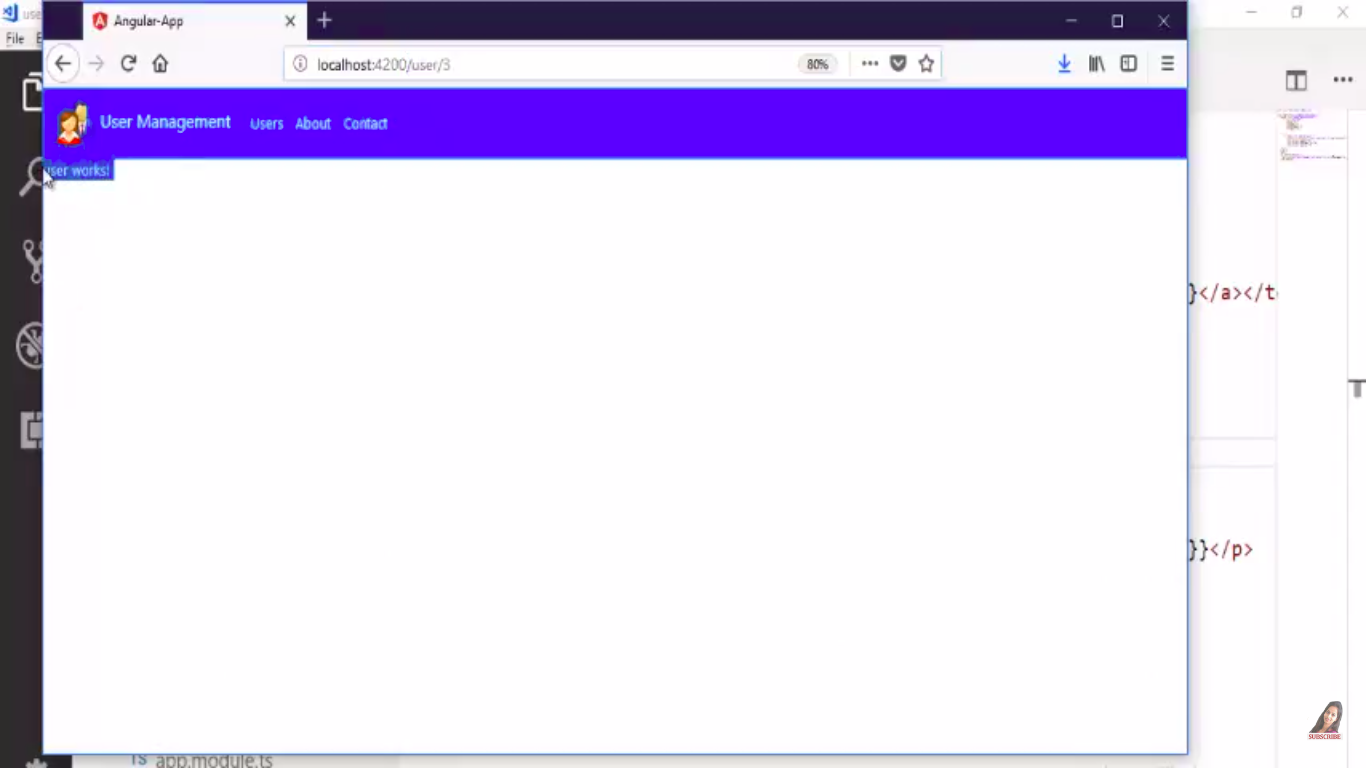 use
Angular-App
File E
localhost:4200/user/3
80%
User Management Users About Contact
user works!
}</a></t
}}</p>
TS app.module.ts
SUBSCRIBE